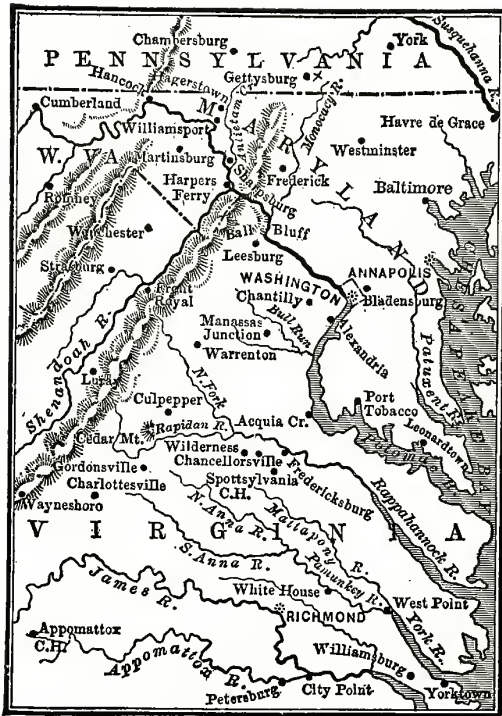 Chambersburg
York
Susquehanna R.
PENNSYLVANIA
Gettysburg
Hancock
Hagerstown
Antietam Cr.
Monocacy R.
Cumberland
MARYLAND
Havre de Grace
Williamsport
Westminster
W. VA
Martinsburg
Sharpsburg
Harpers
Ferry
Frederick
Baltimore
Romney
Winchester
Ball Bluff
Leesburg
Strasburg
WASHINGTON
ANNAPOLIS
CHESAPEAKE BAY
Front
Royal
Chantilly
Bladensburg
Bull Run
Manassas
Junction
Alexandria
Shenandoah R.
Warrenton
Patuxent R.
Luray
N. Fork
Culpepper
Port
Tobacco
Acquia Cr.
Rapidan R.
Leonardtown
Cedar Mt.
Wilderness
Potomac
Chancellorsville
Gordonsville
Fredericksburg
Charlottesville
Spottsylvania
C.H.
Rappahannock R.
Waynesboro
N. Anna R.
Mattapony R.
VIRGINIA
S. Anna R.
Pamunkey R.
James R.
White House
West Point
RICHMOND
York R.
Appomattox
C.H.
Appomattox R.
Williamsburg
Petersburg
City Point
Yorktown